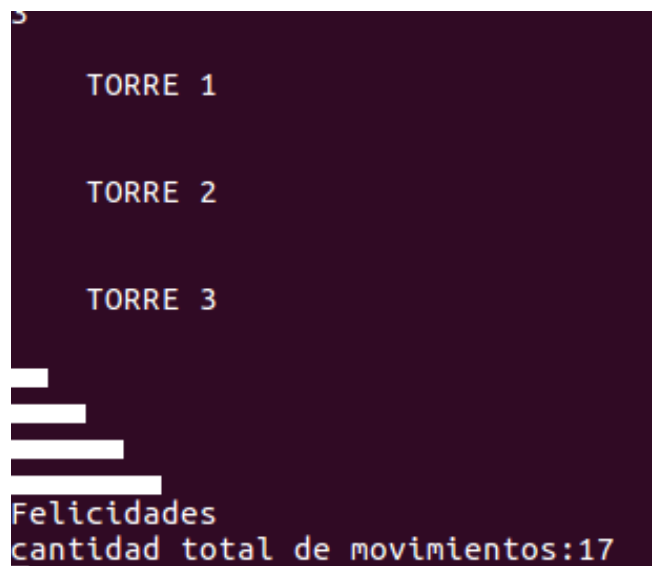 TORRE 1
TORRE 2
TORRE 3
Felicidades
cantidad total de movimientos:17